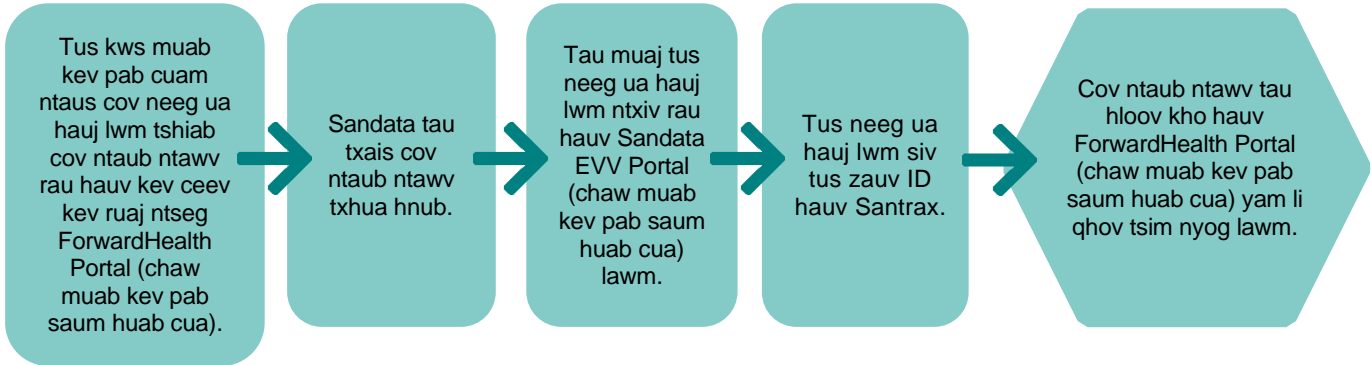 Tus kws muab
kev pab cuam
ntaus cov neeg ua
hauj lwm tshiab
cov ntaub ntawv
rau hauv kev ceev
kev ruaj ntseg
ForwardHealth
Portal (chaw
muab kev pab
saum huab cua).
Sandata tau
txais cov
ntaub ntawv
txhua hnub.
Tau muaj tus
neeg ua hauj
lwm ntxiv rau
hauv Sandata
EVV Portal
(chaw muab
kev pab saum
huab cua)
lawm.
Tus neeg ua
hauj lwm siv
tus zauv ID
hauv Santrax.
Cov ntaub ntawv tau
hloov kho hauv
ForwardHealth Portal
(chaw muab kev pab
saum huab cua) yam li
qhov tsim nyog lawm.